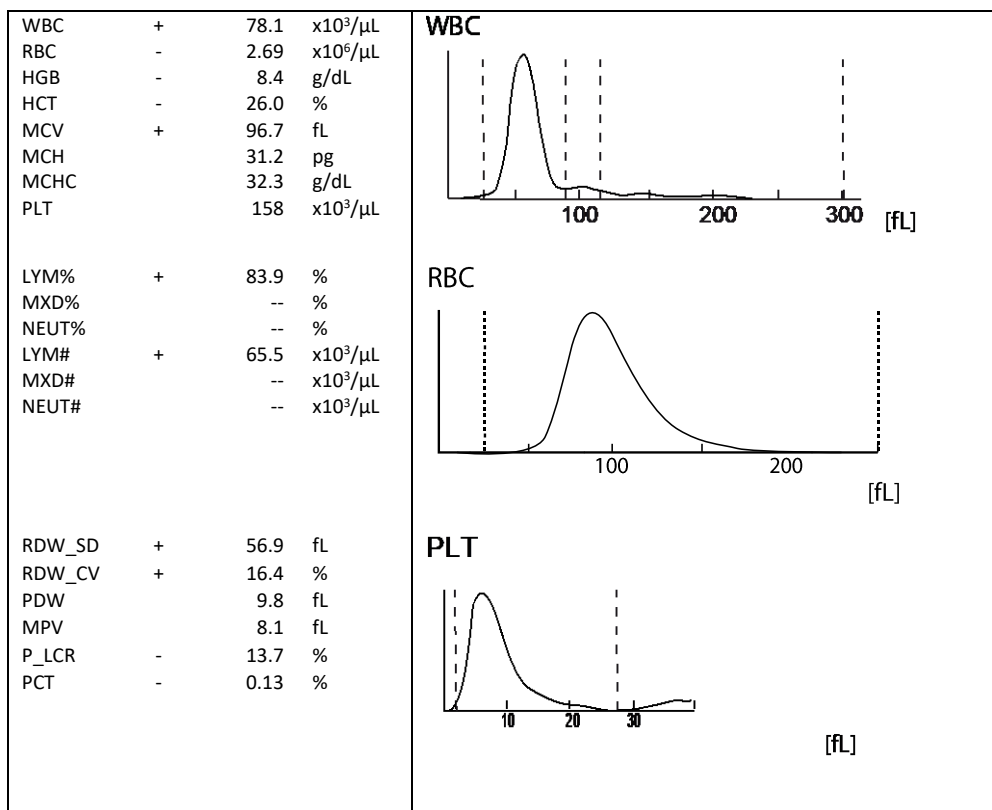 WBC + 78.1 x10³/µL
RBC - 2.69 x10⁶/µL
HGB - 8.4 g/dL
HCT - 26.0 %
MCV + 96.7 fL
MCH 31.2 pg
MCHC 32.3 g/dL
PLT 158 x10³/µL
LYM% + 83.9 %
MXD% -- %
NEUT% -- %
LYM# + 65.5 x10³/µL
MXD# -- x10³/µL
NEUT# -- x10³/µL
RDW_SD + 56.9 fL
RDW_CV + 16.4 %
PDW 9.8 fL
MPV 8.1 fL
P_LCR - 13.7 %
PCT - 0.13 %
WBC
100 200 300 [fL]
RBC
100 200
[fL]
PLT
10 20 30
[fL]